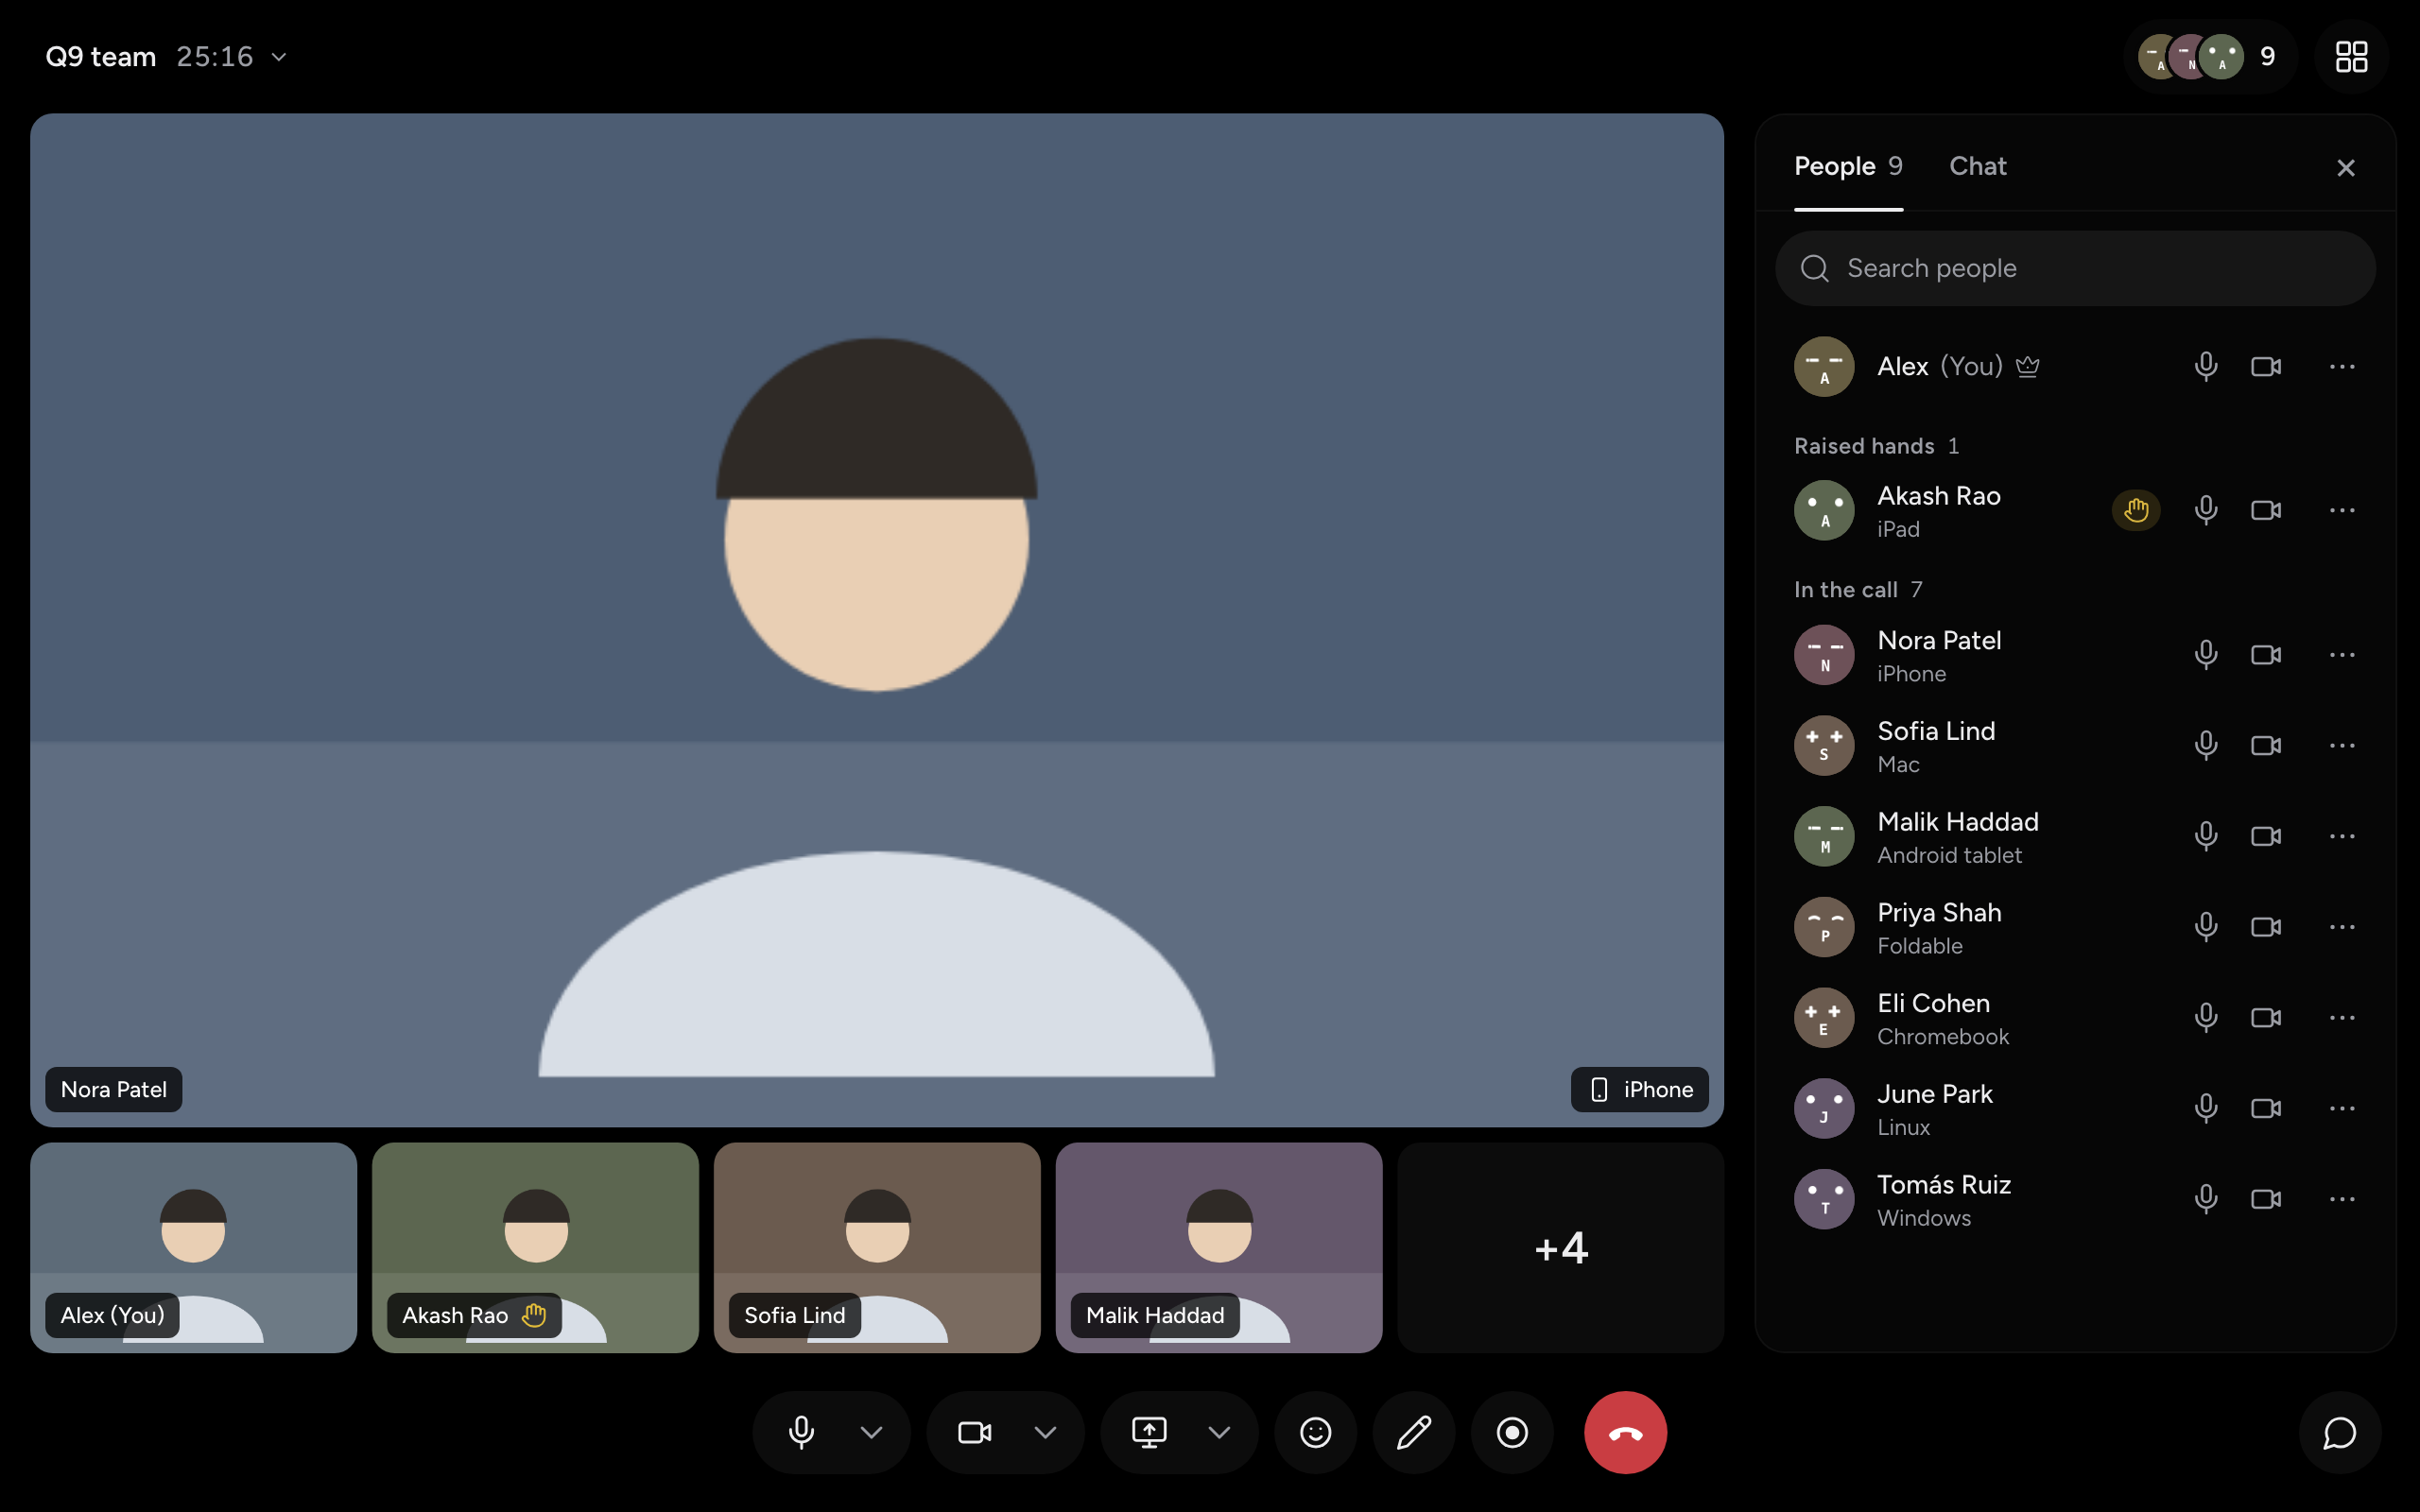 Q9 team 25:16
A N A 9
People 9 Chat
Search people
A Alex (You)
Raised hands 1
A Akash Rao
iPad
In the call 7
N Nora Patel
iPhone
S Sofia Lind
Mac
M Malik Haddad
Android tablet
P Priya Shah
Foldable
E Eli Cohen
Chromebook
J June Park
Linux
T Tomás Ruiz
Windows
Nora Patel
iPhone
Alex (You)
Akash Rao
Sofia Lind
Malik Haddad
+4